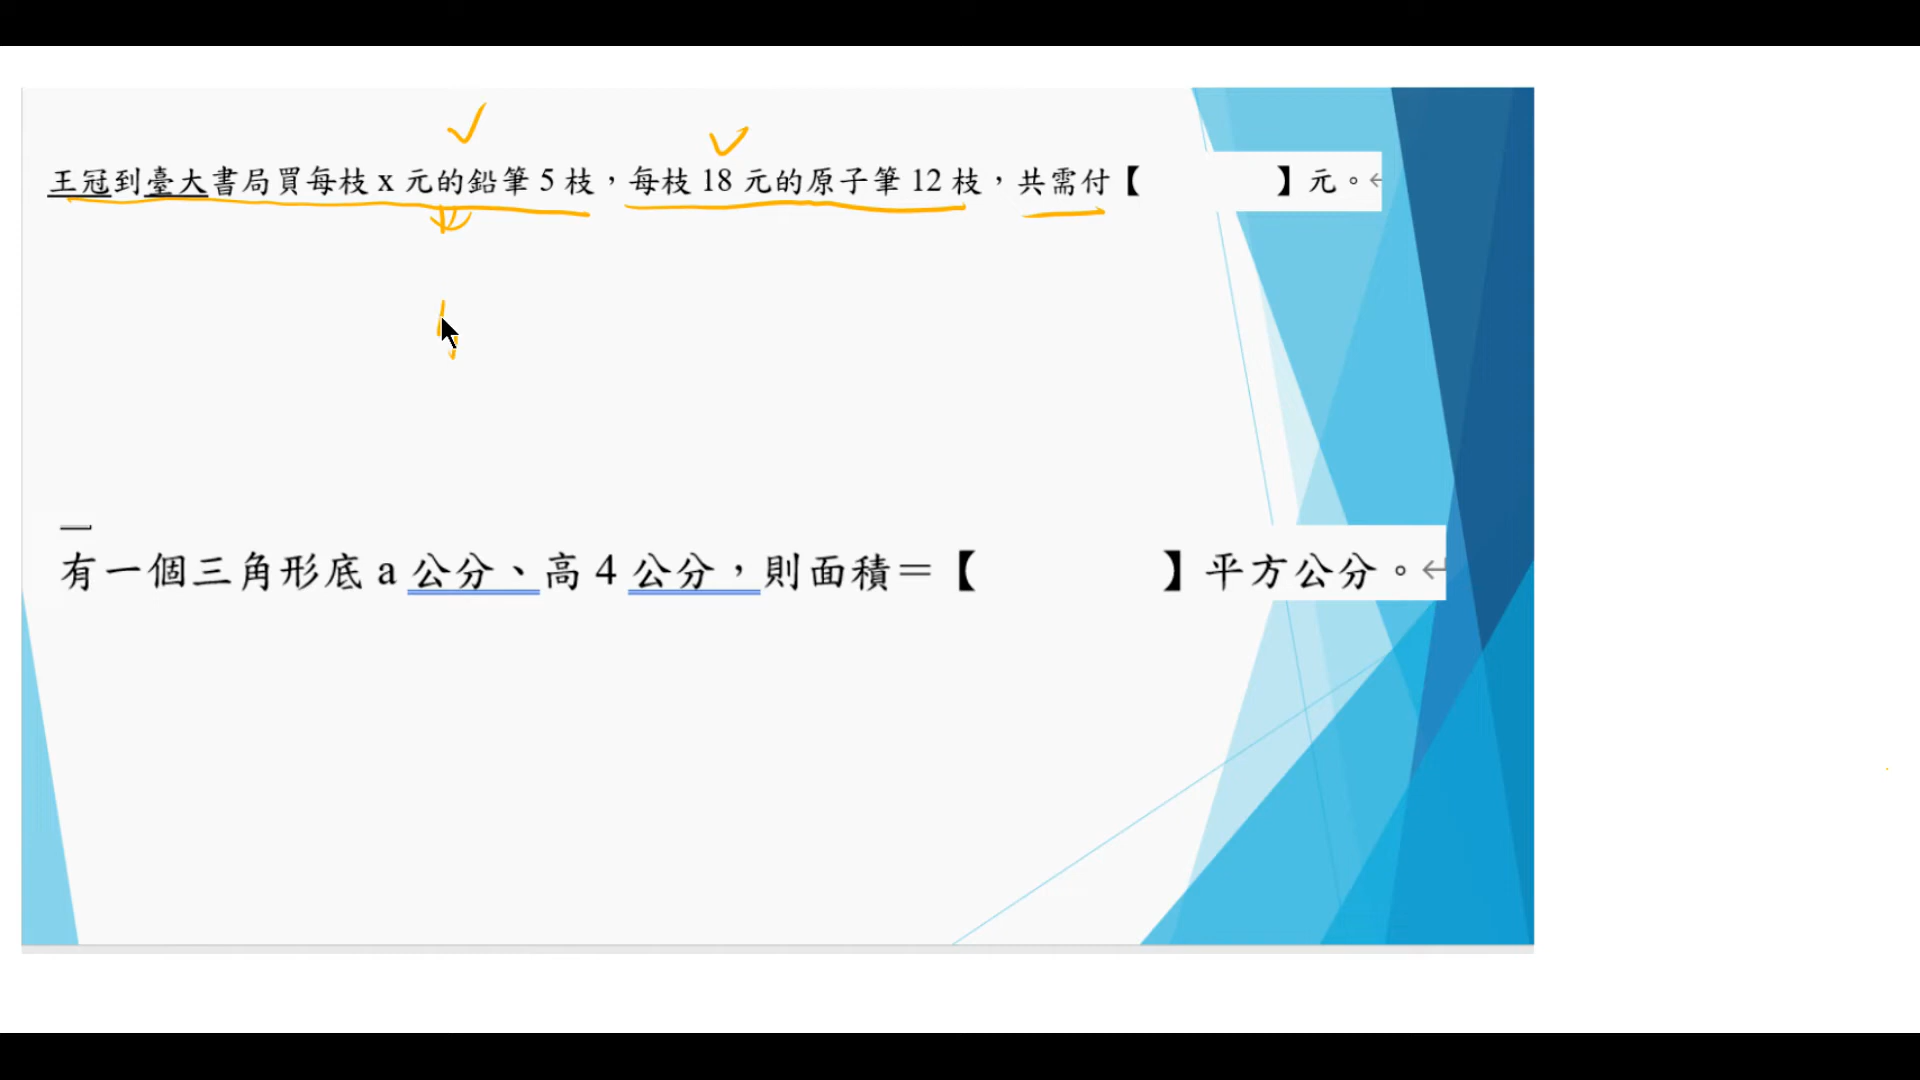 王冠到臺大書局買每枝 x 元的鉛筆 5 枝，每枝 18 元的原子筆 12 枝，共需付【　　　　】元。
有一個三角形底 a 公分、高 4 公分，則面積＝【　　　　】平方公分。